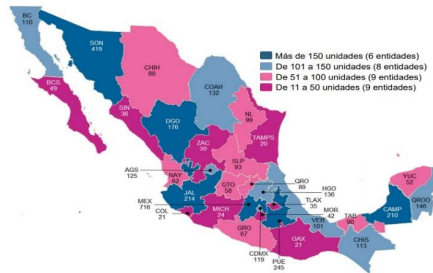 BC
110
SON
419
CHIH
88
COAH
132
BCS
49
SIN
36
DGO
176
NL
99
TAMPS
20
ZAC
39
SLP
93
AGS
125
NAY
62
JAL
214
GTO
58
QRO
89
HGO
136
TLAX
35
MOR
42
MEX
716
COL
21
MICH
24
GRO
67
CDMX
119
PUE
245
VER
101
OAX
21
TAB
90
CHIS
113
CAMP
210
YUC
52
QROO
146
Más de 150 unidades (6 entidades)
De 101 a 150 unidades (8 entidades)
De 51 a 100 unidades (9 entidades)
De 11 a 50 unidades (9 entidades)